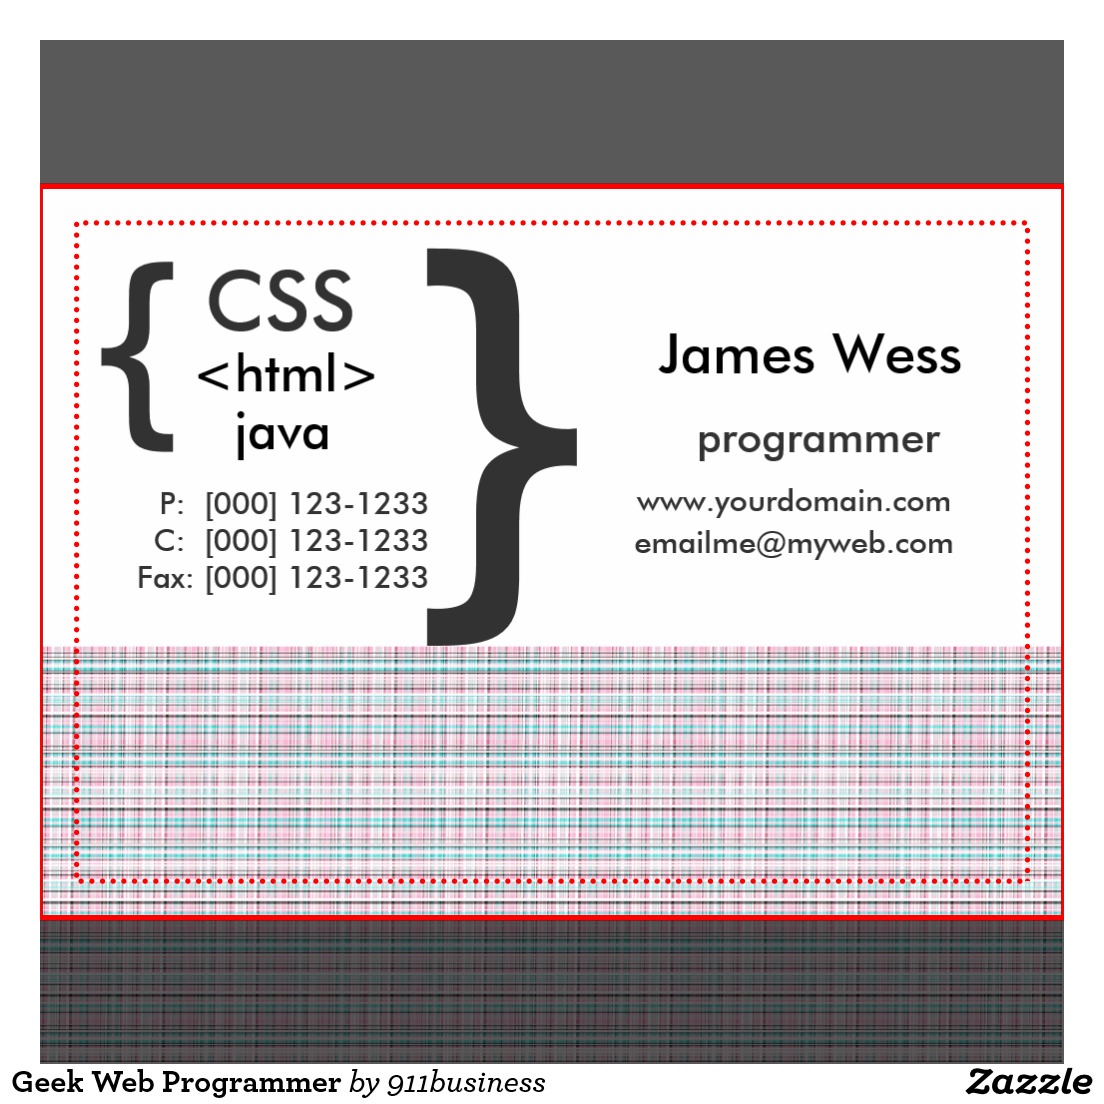 { CSS }
<html>
java
P: [000] 123-1233
C: [000] 123-1233
Fax: [000] 123-1233
James Wess
programmer
www.yourdomain.com
emailme@myweb.com
Geek Web Programmer by 911business
Zazzle